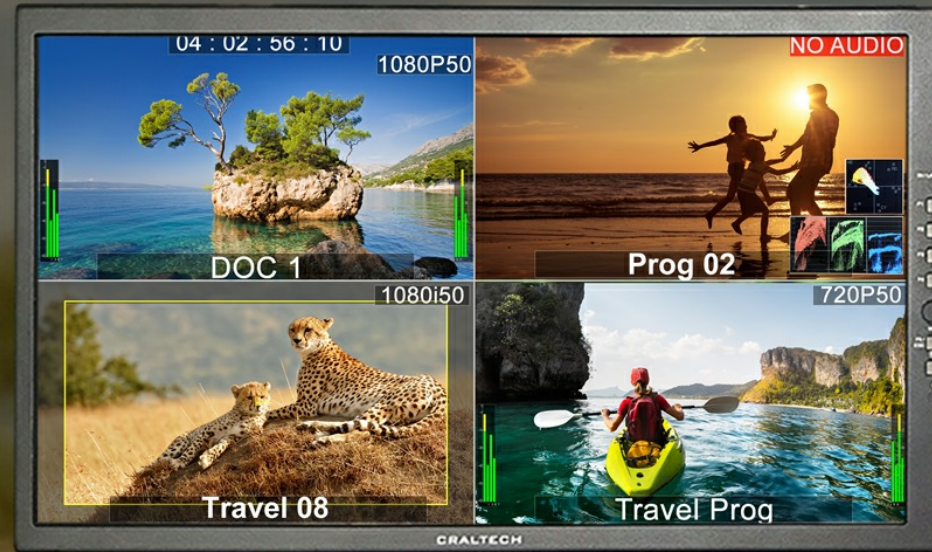 04 : 02 : 56 : 10
1080P50
DOC 1
NO AUDIO
Prog 02
1080i50
Travel 08
720P50
Travel Prog
CRALTECH